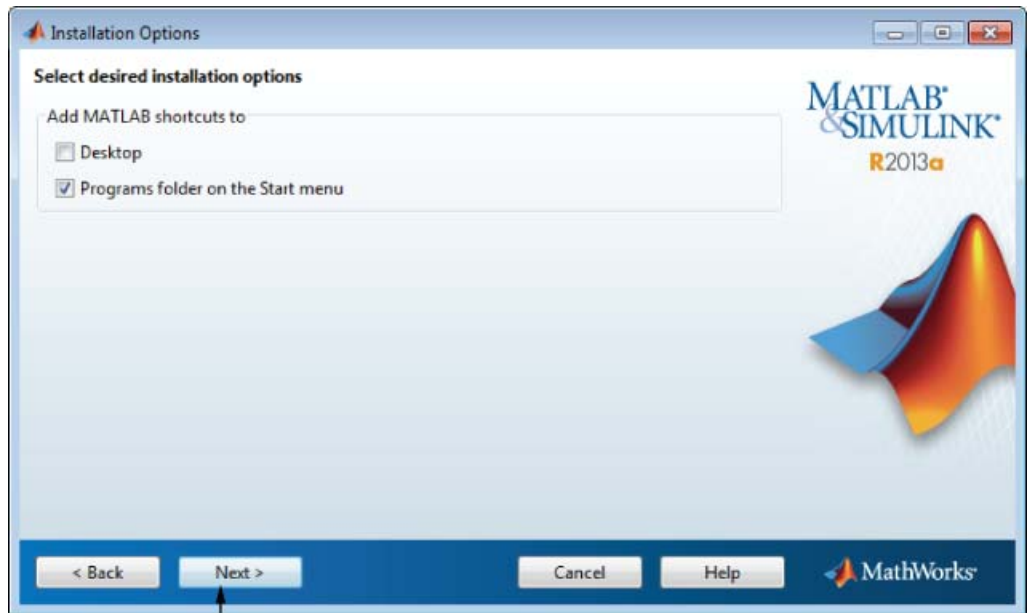 Installation Options
Select desired installation options
Add MATLAB shortcuts to
Desktop
Programs folder on the Start menu
MATLAB®
&SIMULINK®
R2013a
< Back
Next >
Cancel
Help
MathWorks®